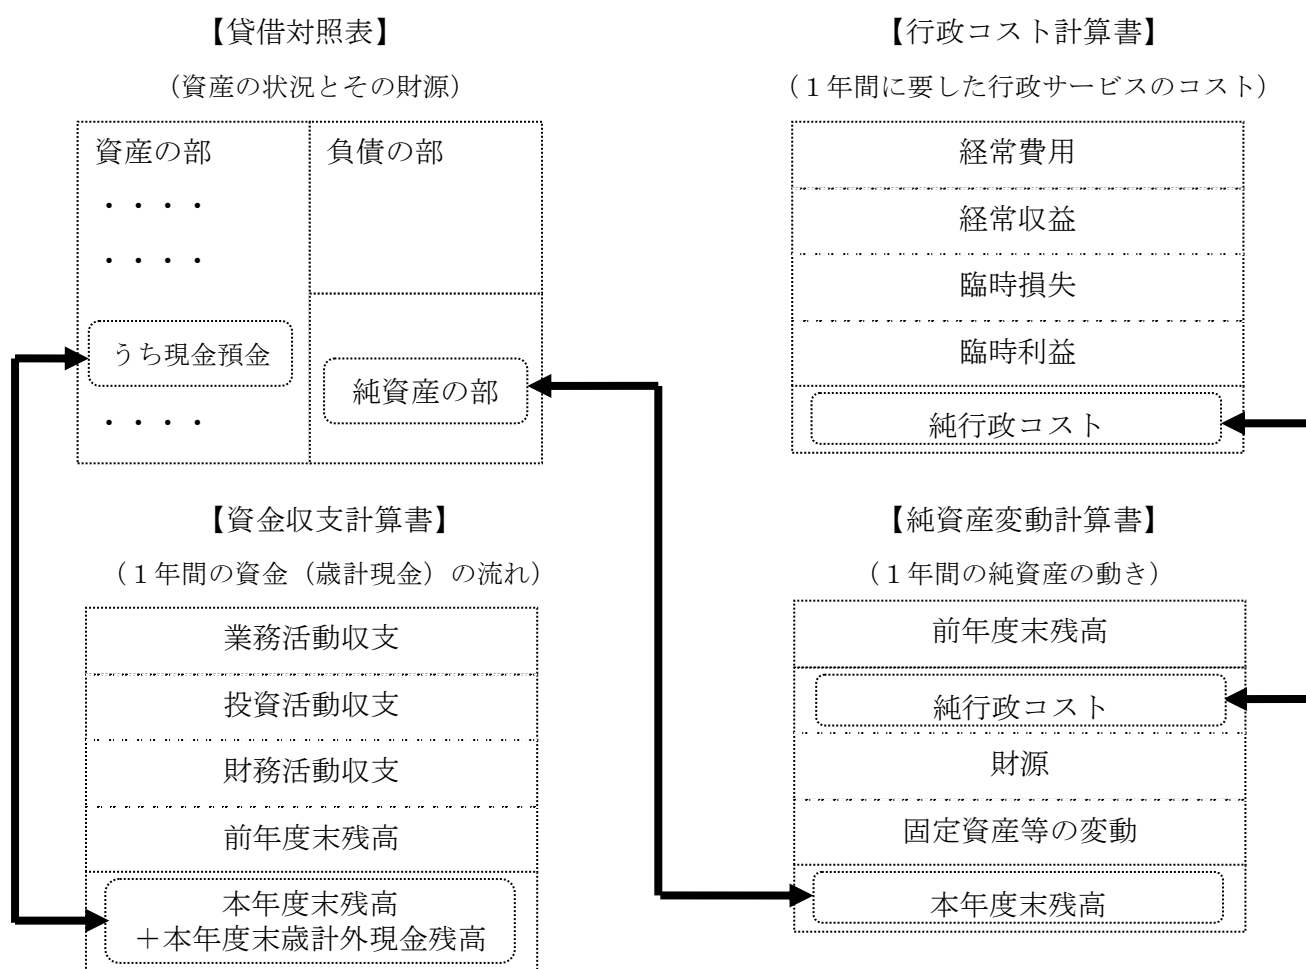 【貸借対照表】
（資産の状況とその財源）
資産の部
負債の部
・・・・
・・・・
うち現金預金
純資産の部
・・・・
【行政コスト計算書】
（１年間に要した行政サービスのコスト）
経常費用
経常収益
臨時損失
臨時利益
純行政コスト
【資金収支計算書】
（１年間の資金（歳計現金）の流れ）
業務活動収支
投資活動収支
財務活動収支
前年度末残高
本年度末残高
＋本年度末歳計外現金残高
【純資産変動計算書】
（１年間の純資産の動き）
前年度末残高
純行政コスト
財源
固定資産等の変動
本年度末残高